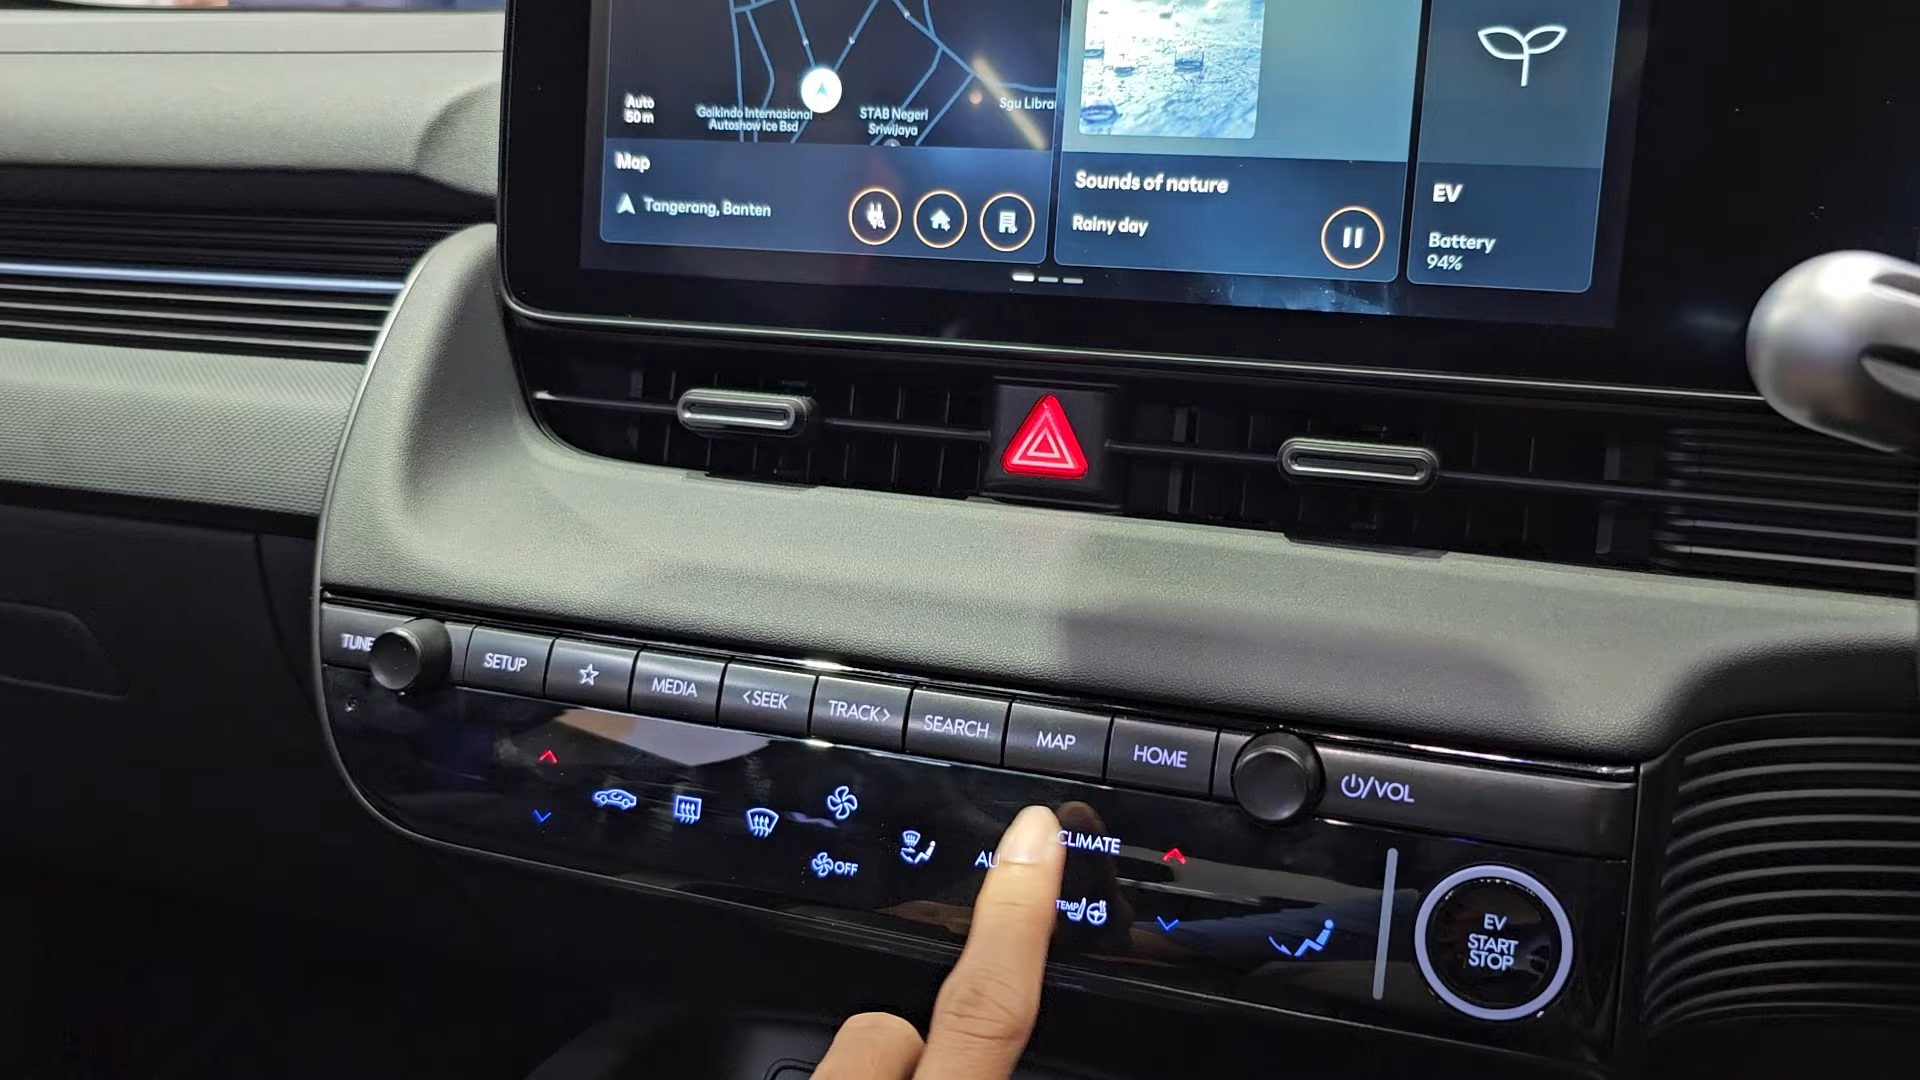 Auto
50 m
Gaikindo Internasional
Autoshow Ice Bsd
STAB Negeri
Sriwijaya
Sgu Libra
Map
Tangerang, Banten
Sounds of nature
Rainy day
EV
Battery
94%
TUNE
SETUP
MEDIA
<SEEK
TRACK>
SEARCH
MAP
HOME
/VOL
OFF
AU
CLIMATE
TEMP
EV
START
STOP